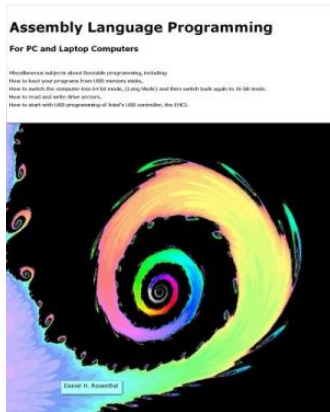 Assembly Language Programming
For PC and Laptop Computers
Miscellaneous subjects about Bootable programming, including:
How to boot your programs from USB memory sticks,
How to switch the computer into 64 bit mode, (Long Mode) and then switch back again to 16 bit mode.
How to read and write drive sectors,
How to start with USB programming of Intel's USB controller, the EHCI.
Daniel H. Rosenthal